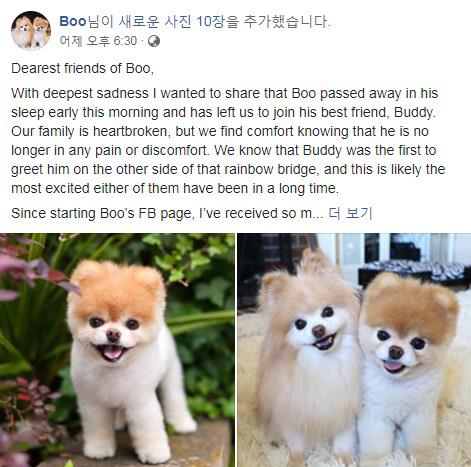 Boo님이 새로운 사진 10장을 추가했습니다.
어제 오후 6:30 ·
Dearest friends of Boo,
With deepest sadness I wanted to share that Boo passed away in his
sleep early this morning and has left us to join his best friend, Buddy.
Our family is heartbroken, but we find comfort knowing that he is no
longer in any pain or discomfort. We know that Buddy was the first to
greet him on the other side of that rainbow bridge, and this is likely the
most excited either of them have been in a long time.
Since starting Boo's FB page, I've received so m... 더 보기